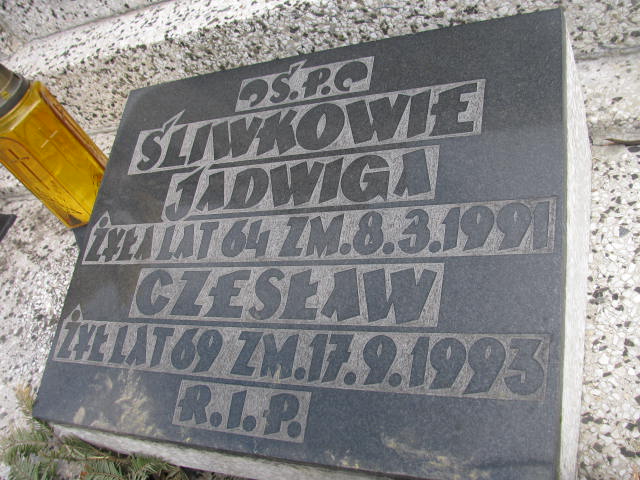 Ś.P.
ŚLIWKOWIE
JADWIGA
ŻYŁA LAT 64 ZM.8.3.1991
CZESŁAW
ŻYŁ LAT 69 ZM.17.9.1993
R.I.P.